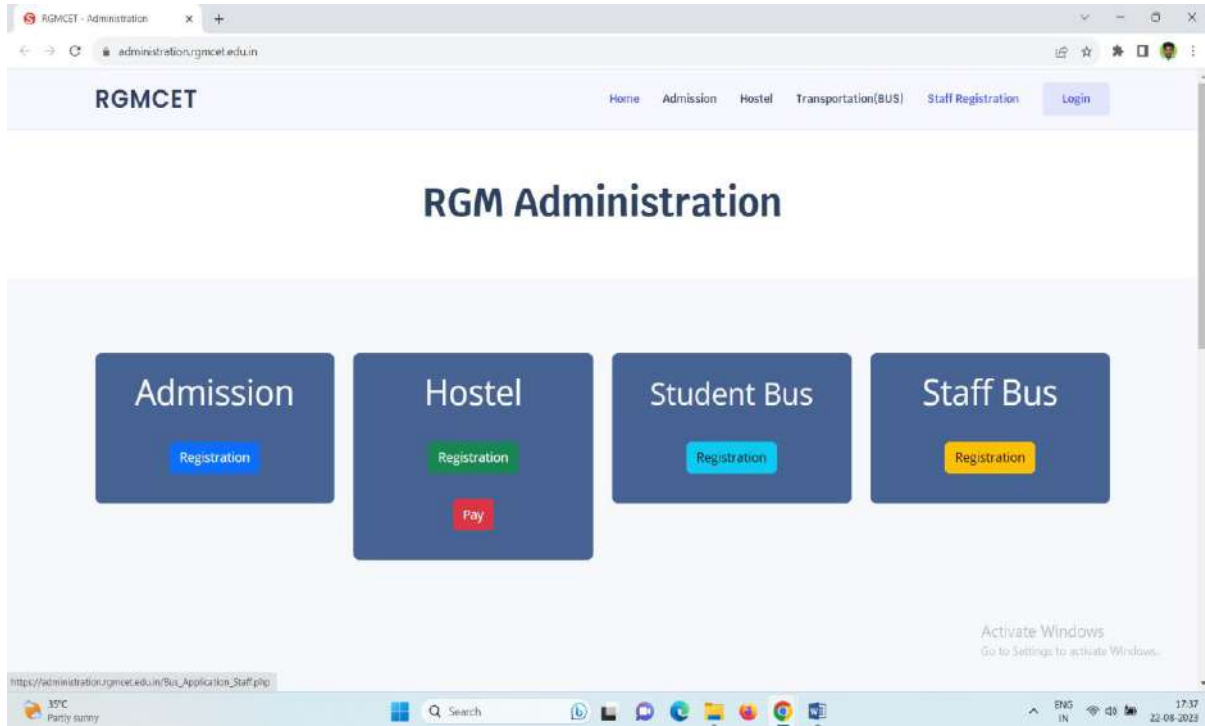 RGMCET - Administration
administration.rgmcet.edu.in
RGMCET
Home Admission Hostel Transportation(BUS) Staff Registration Login
RGM Administration
Admission
Registration
Hostel
Registration
Pay
Student Bus
Registration
Staff Bus
Registration
Activate Windows
Go to Settings to activate Windows.
https://administration.rgmcet.edu.in/Bus_Application_Staff.php
35°C
Partly sunny
Search
ENG
IN
17:37
22-08-2023